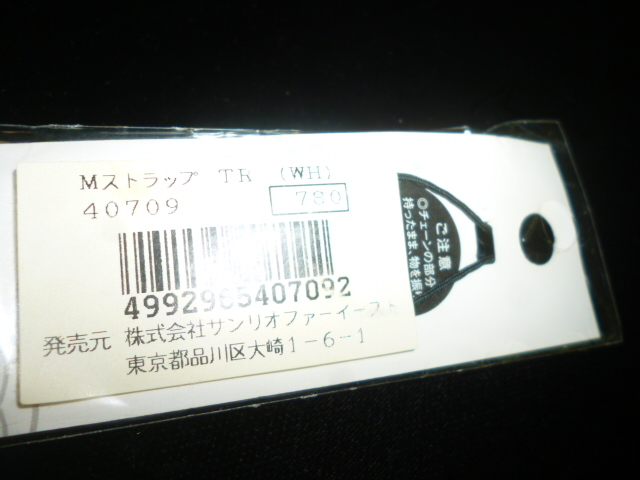 Mストラップ TR (WH)
40709 780
4992965407092
発売元 株式会社サンリオファーイースト
東京都品川区大崎1-6-1
ご注意
◎チェーンの部分
持ったまま、物を振い